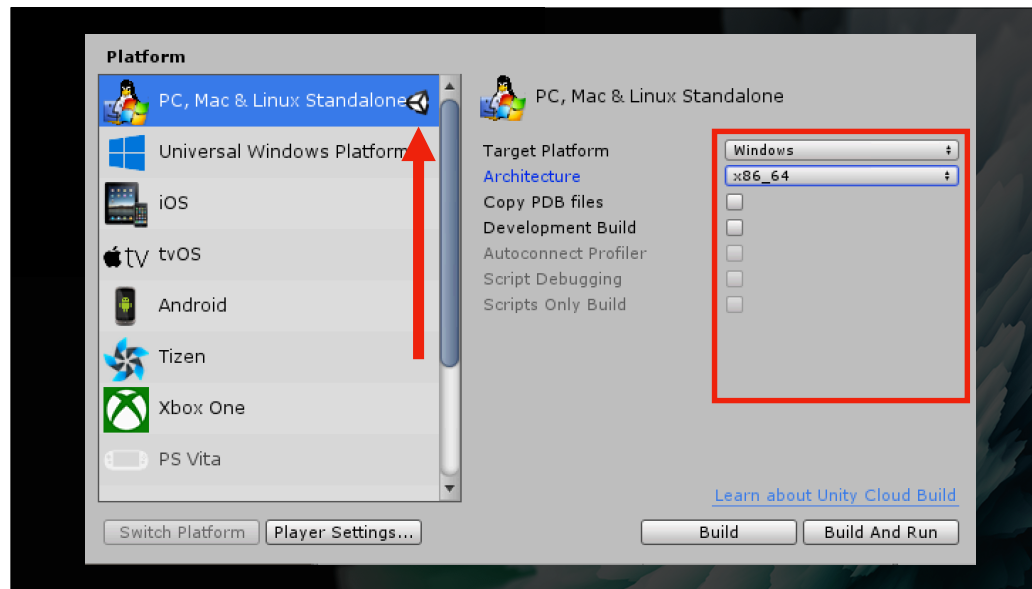 Platform
PC, Mac & Linux Standalone
Universal Windows Platform
iOS
tv tvOS
Android
Tizen
Xbox One
PS Vita
Switch Platform
Player Settings...
PC, Mac & Linux Standalone
Target Platform Windows
Architecture x86_64
Copy PDB files
Development Build
Autoconnect Profiler
Script Debugging
Scripts Only Build
Learn about Unity Cloud Build
Build
Build And Run